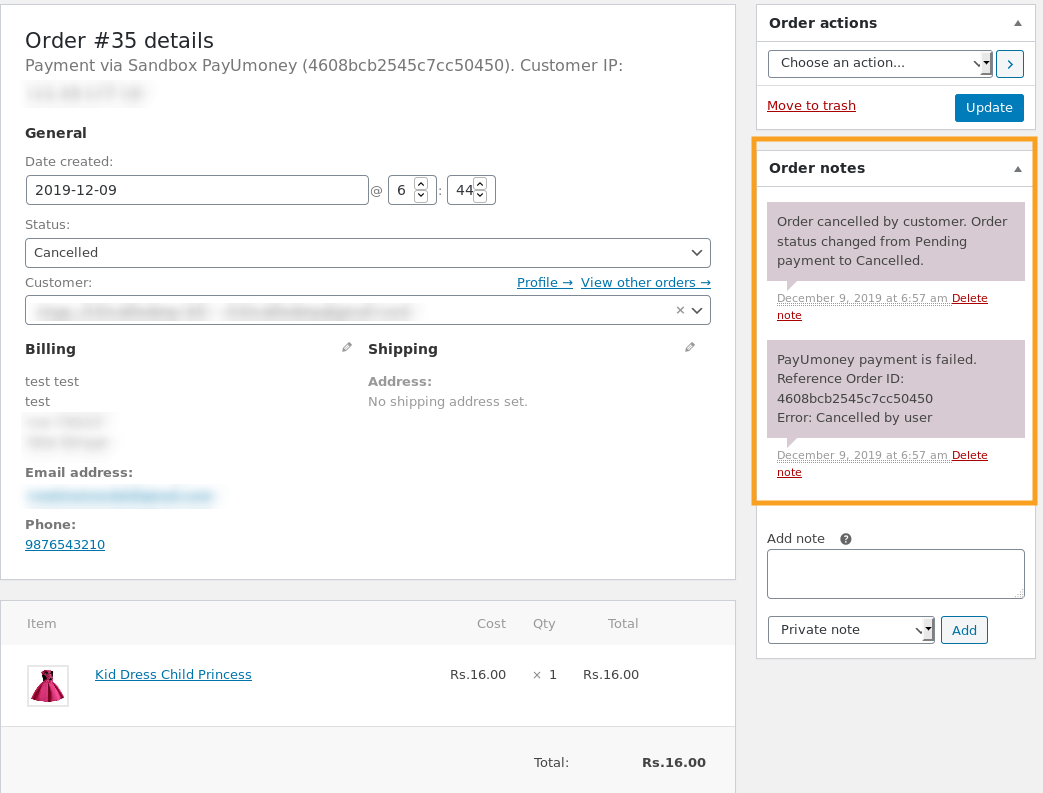 Order #35 details
Payment via Sandbox PayUmoney (4608bcb2545c7cc50450). Customer IP:
General
Date created:
2019-12-09 @ 6 : 44
Status:
Cancelled
Customer: Profile → View other orders →
×
Billing
test test
test
Email address:
Phone:
9876543210
Shipping
Address:
No shipping address set.
Item Cost Qty Total
Kid Dress Child Princess Rs.16.00 × 1 Rs.16.00
Total: Rs.16.00
Order actions
Choose an action...
Move to trash Update
Order notes
Order cancelled by customer. Order
status changed from Pending
payment to Cancelled.
December 9, 2019 at 6:57 am Delete
note
PayUmoney payment is failed.
Reference Order ID:
4608bcb2545c7cc50450
Error: Cancelled by user
December 9, 2019 at 6:57 am Delete
note
Add note ?
Private note Add